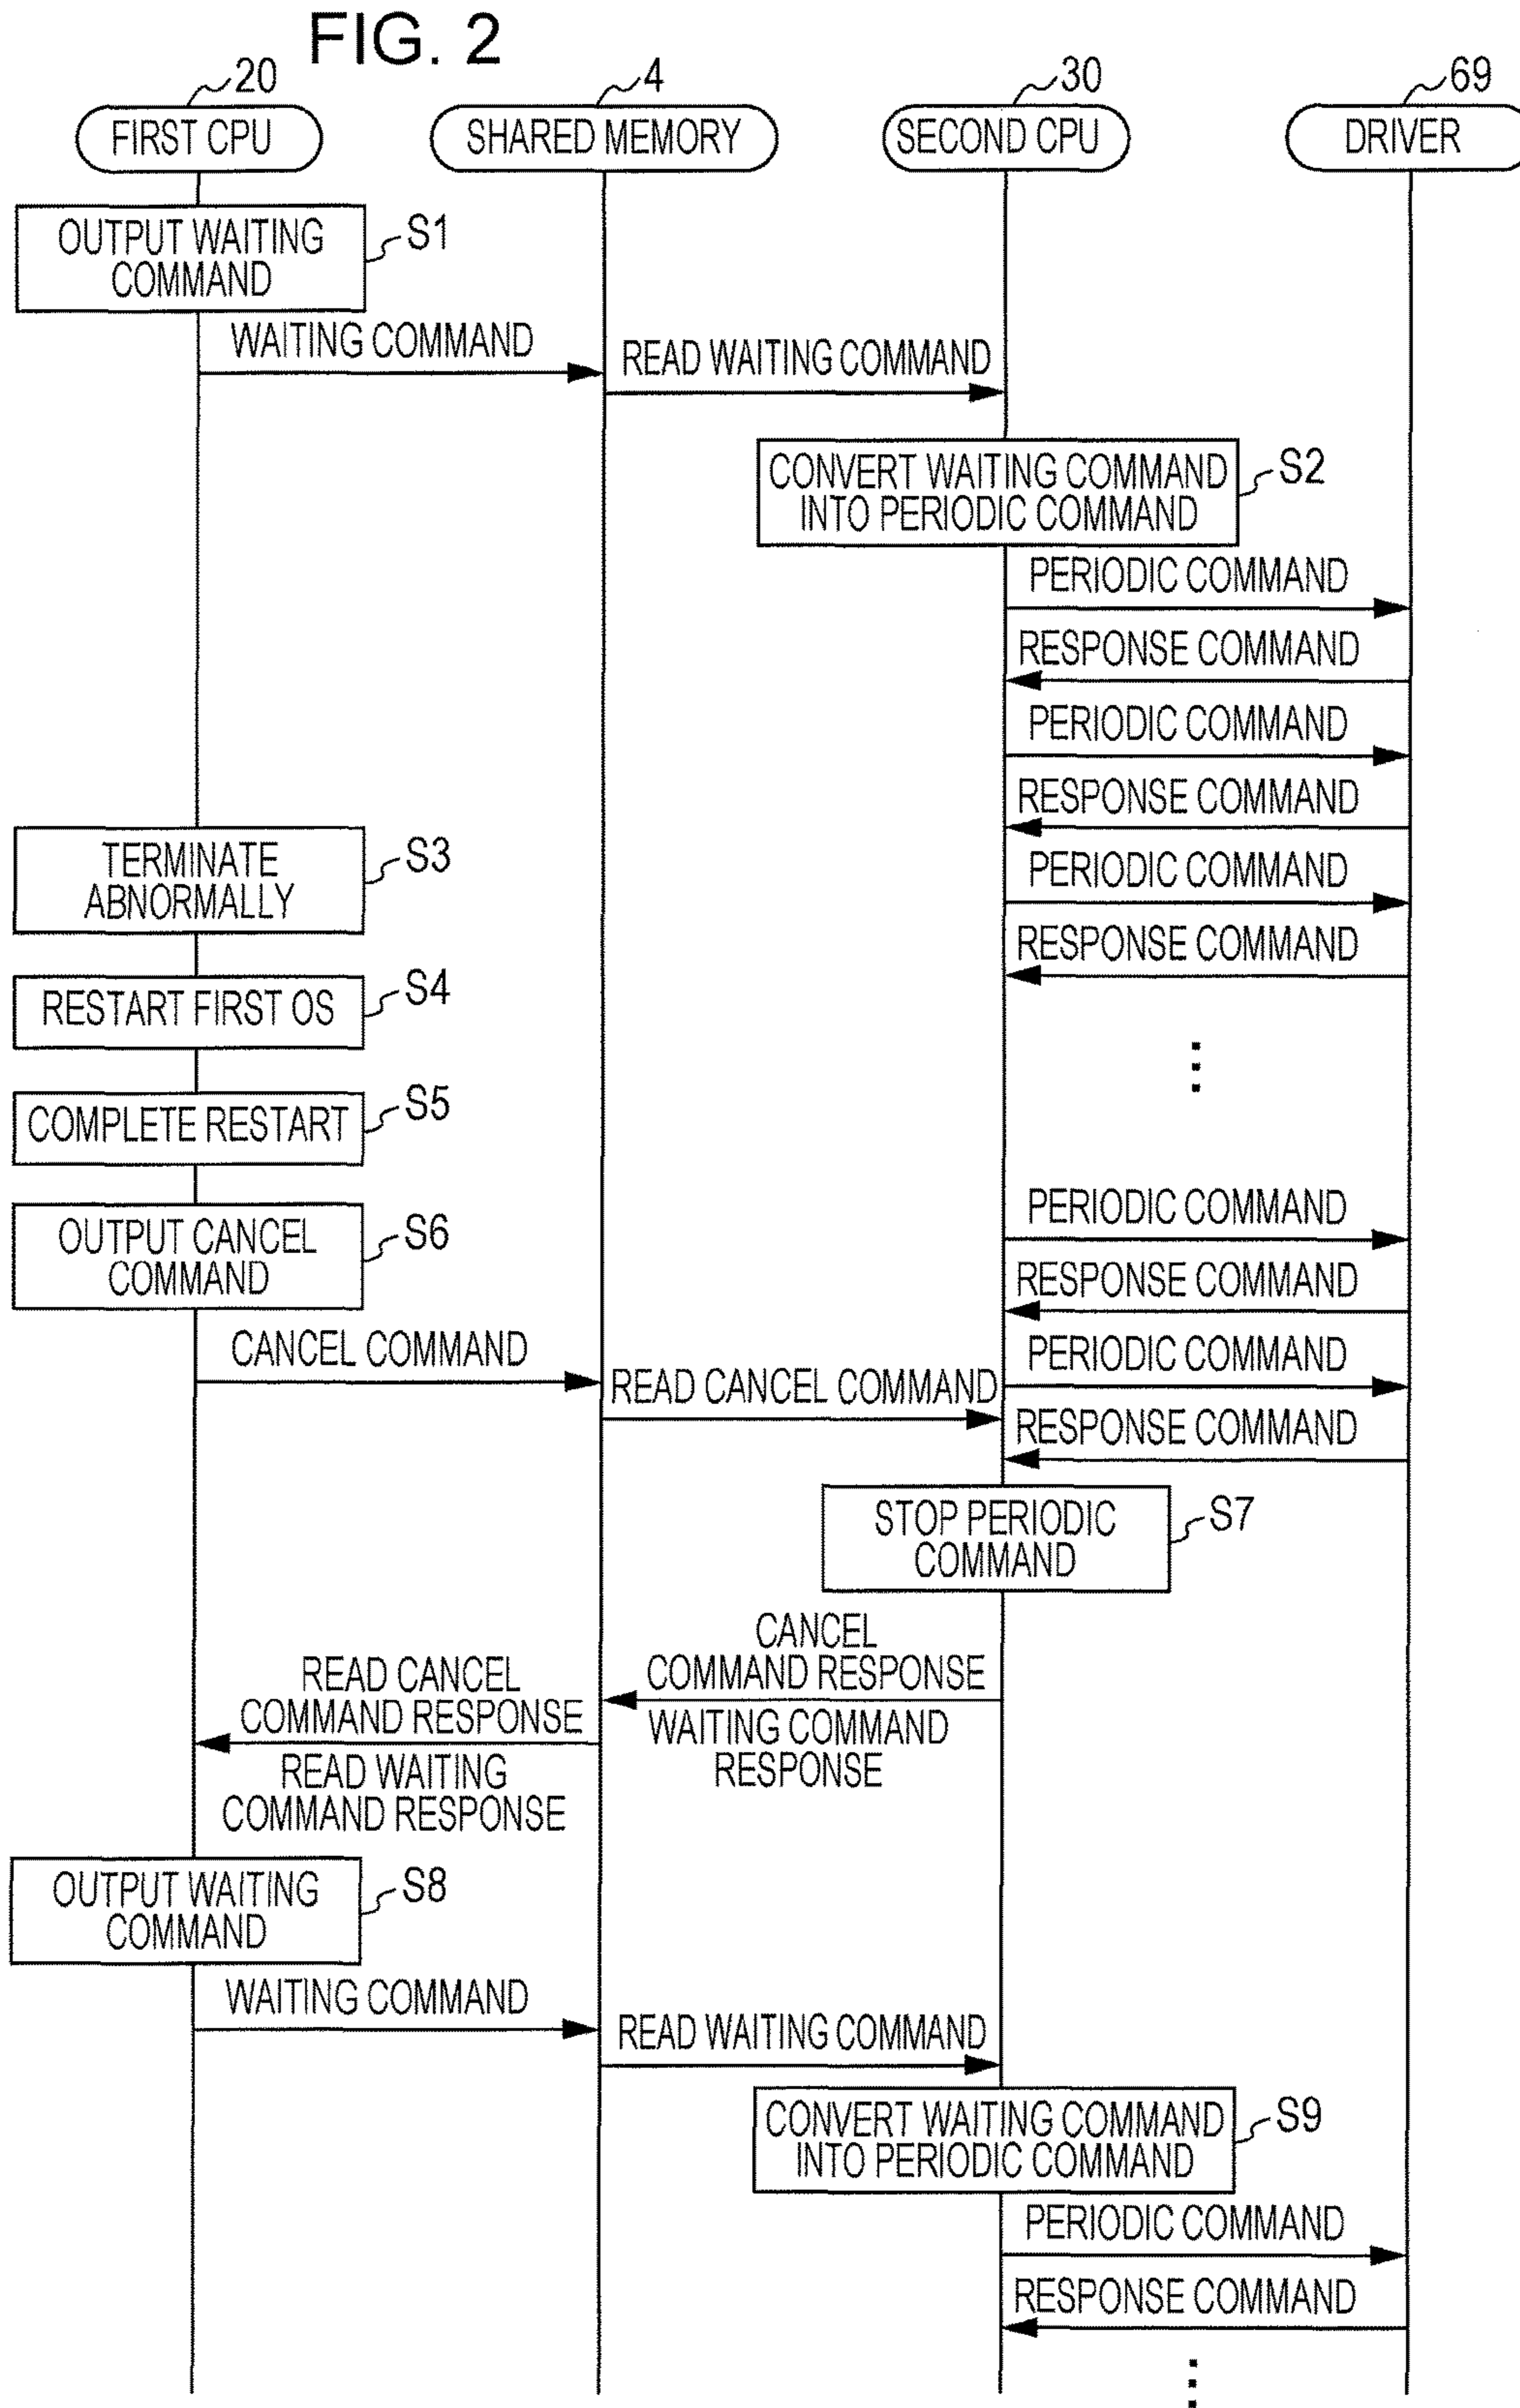 FIG. 2
20
4
30
69
FIRST CPU
SHARED MEMORY
SECOND CPU
DRIVER
OUTPUT WAITING
COMMAND
S1
WAITING COMMAND
READ WAITING COMMAND
CONVERT WAITING COMMAND
INTO PERIODIC COMMAND
S2
PERIODIC COMMAND
RESPONSE COMMAND
PERIODIC COMMAND
RESPONSE COMMAND
TERMINATE
ABNORMALLY
S3
PERIODIC COMMAND
RESPONSE COMMAND
RESTART FIRST OS
S4
COMPLETE RESTART
S5
PERIODIC COMMAND
OUTPUT CANCEL
COMMAND
S6
RESPONSE COMMAND
CANCEL COMMAND
PERIODIC COMMAND
READ CANCEL COMMAND
RESPONSE COMMAND
STOP PERIODIC
COMMAND
S7
CANCEL
COMMAND RESPONSE
WAITING COMMAND
RESPONSE
READ CANCEL
COMMAND RESPONSE
READ WAITING
COMMAND RESPONSE
OUTPUT WAITING
COMMAND
S8
WAITING COMMAND
READ WAITING COMMAND
CONVERT WAITING COMMAND
INTO PERIODIC COMMAND
S9
PERIODIC COMMAND
RESPONSE COMMAND